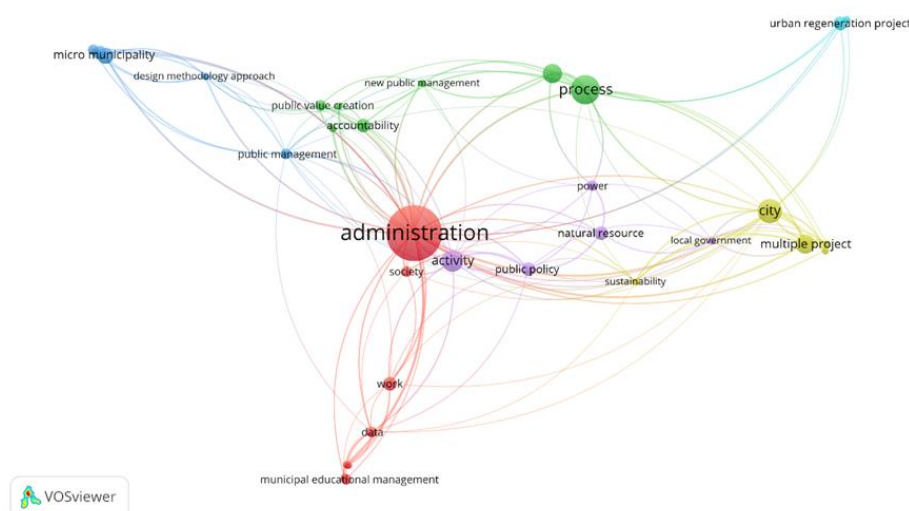 urban regeneration project
micro municipality
design methodology approach
new public management
process
public value creation
accountability
public management
power
city
administration
natural resource
local government
multiple project
activity
public policy
society
sustainability
work
data
municipal educational management
VOSviewer